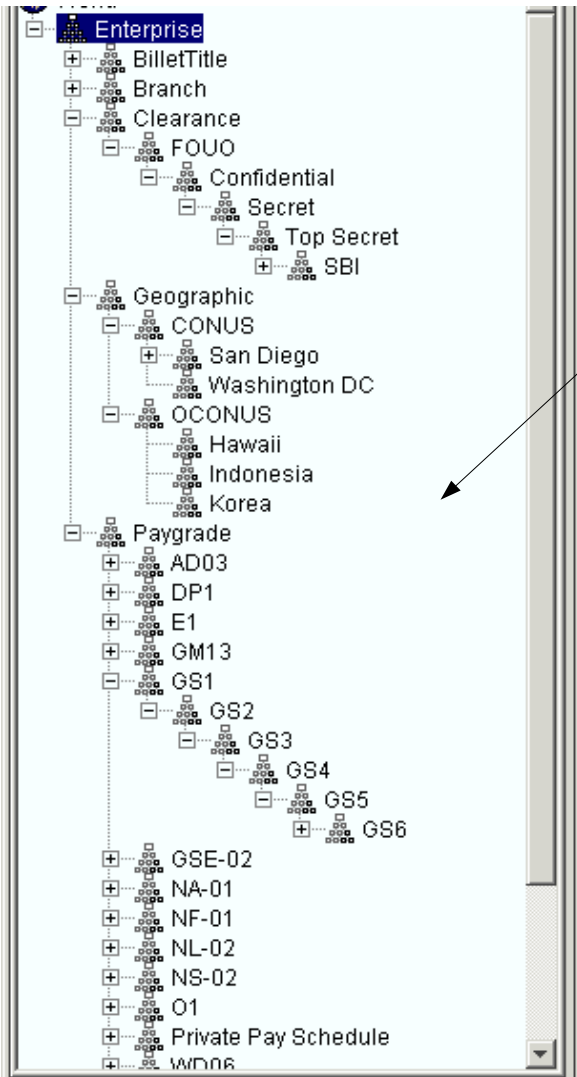 Enterprise
BilletTitle
Branch
Clearance
FOUO
Confidential
Secret
Top Secret
SBI
Geographic
CONUS
San Diego
Washington DC
OCONUS
Hawaii
Indonesia
Korea
Paygrade
AD03
DP1
E1
GM13
GS1
GS2
GS3
GS4
GS5
GS6
GSE-02
NA-01
NF-01
NL-02
NS-02
O1
Private Pay Schedule
WD06